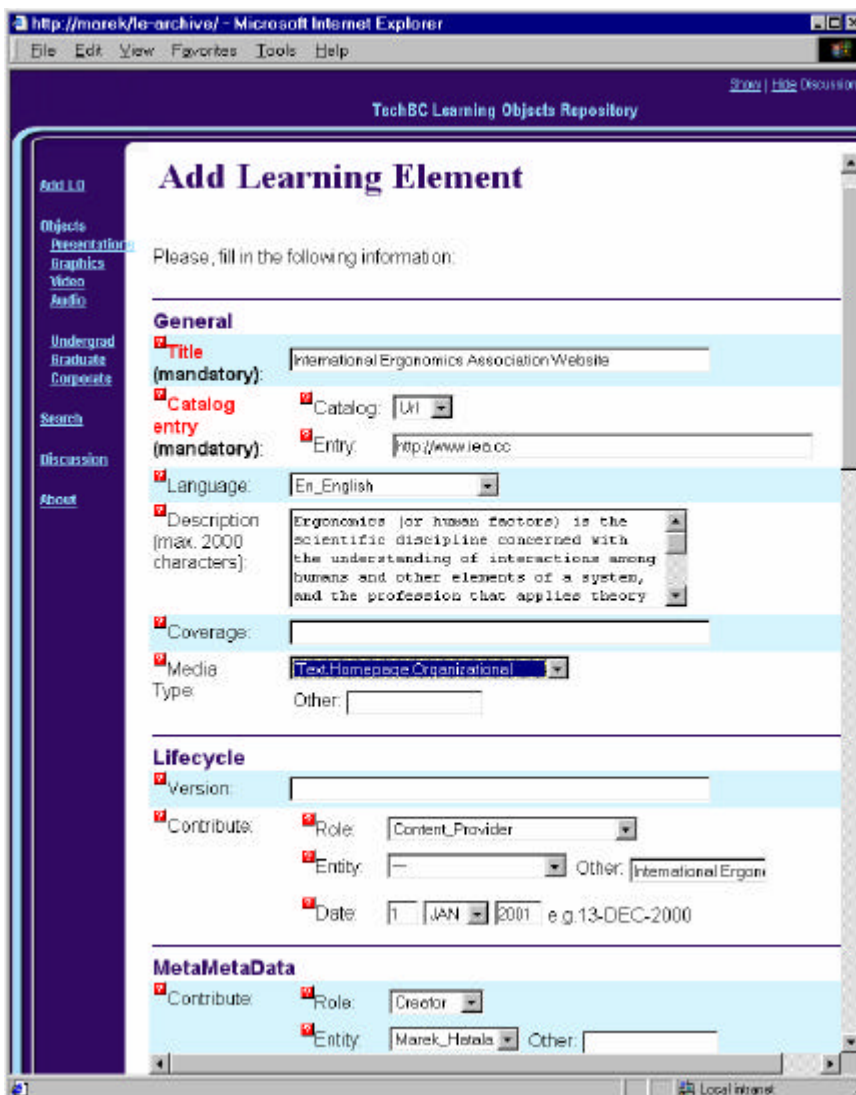 http://marek/le-archive/ - Microsoft Internet Explorer
File Edit View Favorites Tools Help
Show | Hide Discussion
TechBC Learning Objects Repository
Add LO
Objects
Presentations
Graphics
Video
Audio
Undergrad
Graduate
Corporate
Search
Discussion
About
Add Learning Element
Please, fill in the following information:
General
Title
(mandatory):
International Ergonomics Association Website
Catalog
entry
(mandatory):
Catalog: Url
Entry: http://www.iea.cc
Language: En_English
Description
(max. 2000
characters):
Ergonomics (or human factors) is the
scientific discipline concerned with
the understanding of interactions among
humans and other elements of a system,
and the profession that applies theory
Coverage:
Media
Type:
Text.Homepage.Organizational
Other:
Lifecycle
Version:
Contribute: Role: Content_Provider
Entity: --- Other: International Ergon
Date: 1 JAN 2001 e.g.13-DEC-2000
MetaMetaData
Contribute: Role: Creator
Entity: Marek_Hatala Other:
Local intranet